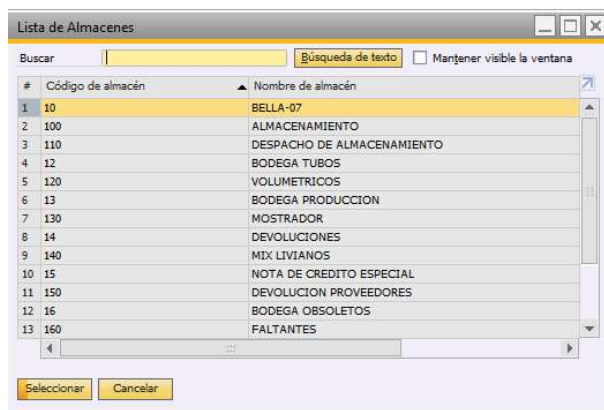 Lista de Almacenes
Buscar Búsqueda de texto Mantener visible la ventana
# Código de almacén Nombre de almacén
1 10 BELLA-07
2 100 ALMACENAMIENTO
3 110 DESPACHO DE ALMACENAMIENTO
4 12 BODEGA TUBOS
5 120 VOLUMETRICOS
6 13 BODEGA PRODUCCION
7 130 MOSTRADOR
8 14 DEVOLUCIONES
9 140 MIX LIVIANOS
10 15 NOTA DE CREDITO ESPECIAL
11 150 DEVOLUCION PROVEEDORES
12 16 BODEGA OBSOLETOS
13 160 FALTANTES
Seleccionar Cancelar